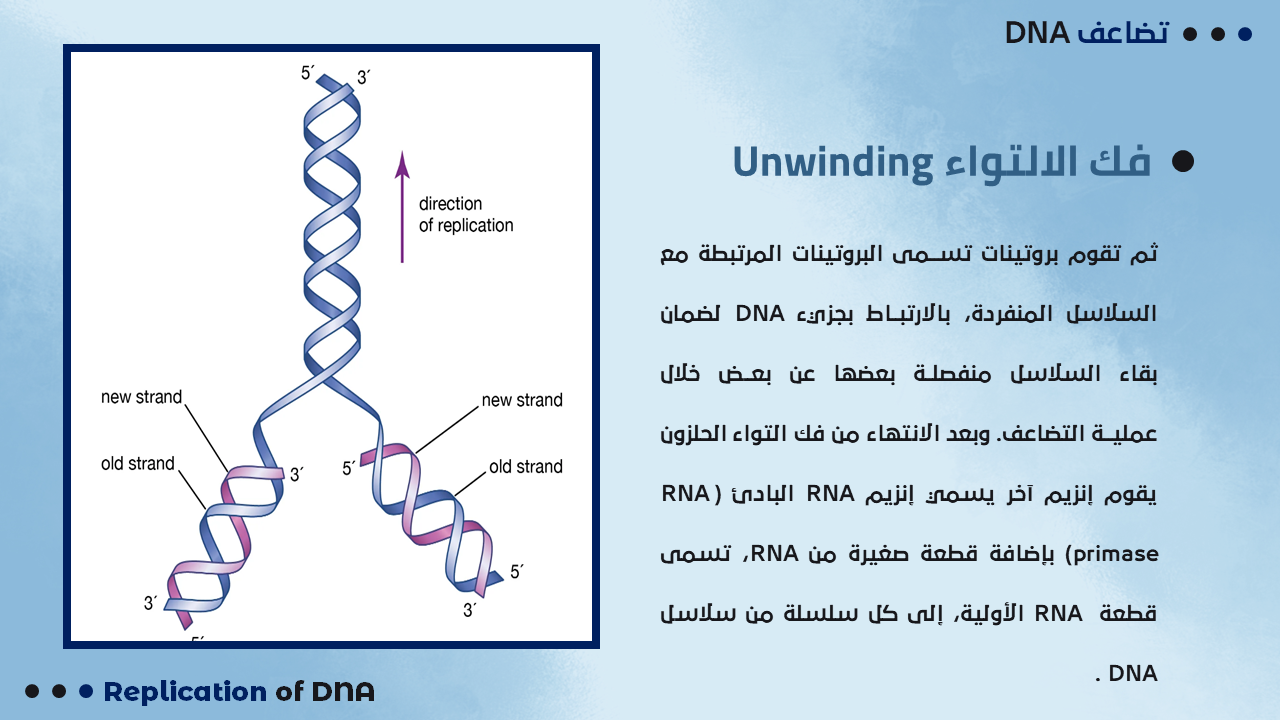 تضاعف DNA
فك الالتواء Unwinding
ثم تقوم بروتينات تسمى البروتينات المرتبطة مع
السلاسل المنفردة، بالارتباط بجزيء DNA لضمان
بقاء السلاسل منفصلة بعضها عن بعض خلال
عملية التضاعف. وبعد الانتهاء من فك التواء الحلزون
يقوم إنزيم آخر يسمي إنزيم RNA البادئ (RNA
primase) بإضافة قطعة صغيرة من RNA، تسمى
قطعة RNA الأولية، إلى كل سلسلة من سلاسل
DNA .
5´ 3´
direction
of replication
new strand
old strand
3´
new strand
old strand
5´
3´
5´
5´
3´
Replication of DNA